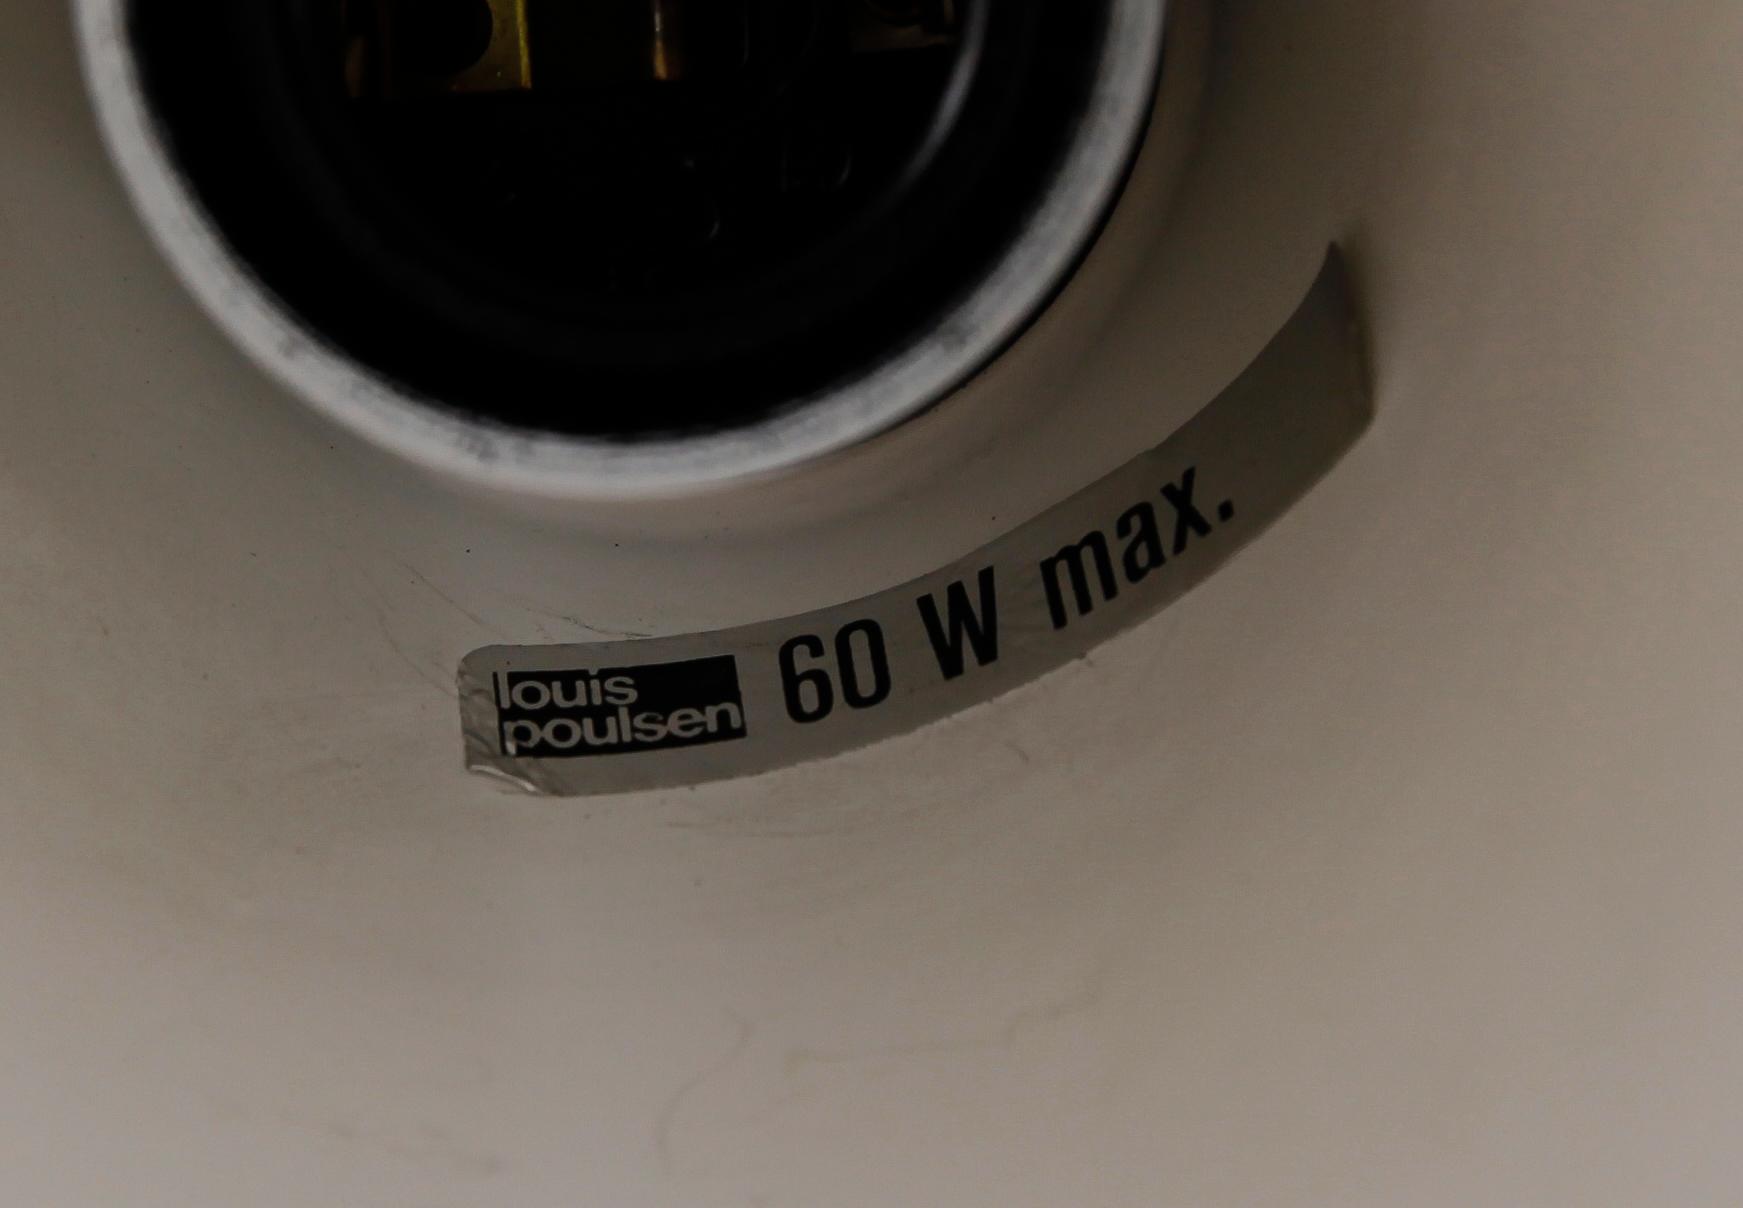 louis
poulsen
60 W max.